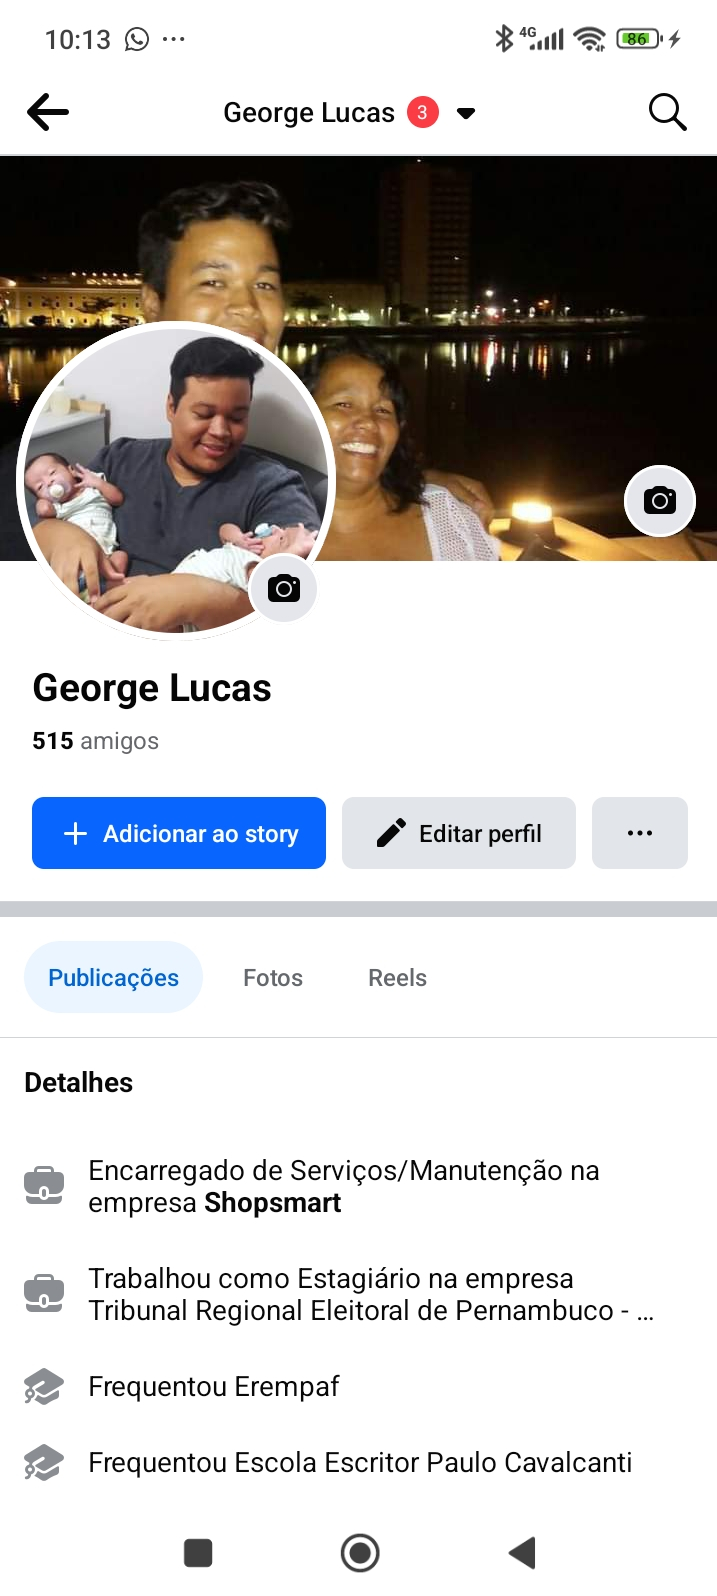 10:13
4G
86
George Lucas 3
George Lucas
515 amigos
Adicionar ao story
Editar perfil
Publicações
Fotos
Reels
Detalhes
Encarregado de Serviços/Manutenção na
empresa Shopsmart
Trabalhou como Estagiário na empresa
Tribunal Regional Eleitoral de Pernambuco - ...
Frequentou Erempaf
Frequentou Escola Escritor Paulo Cavalcanti